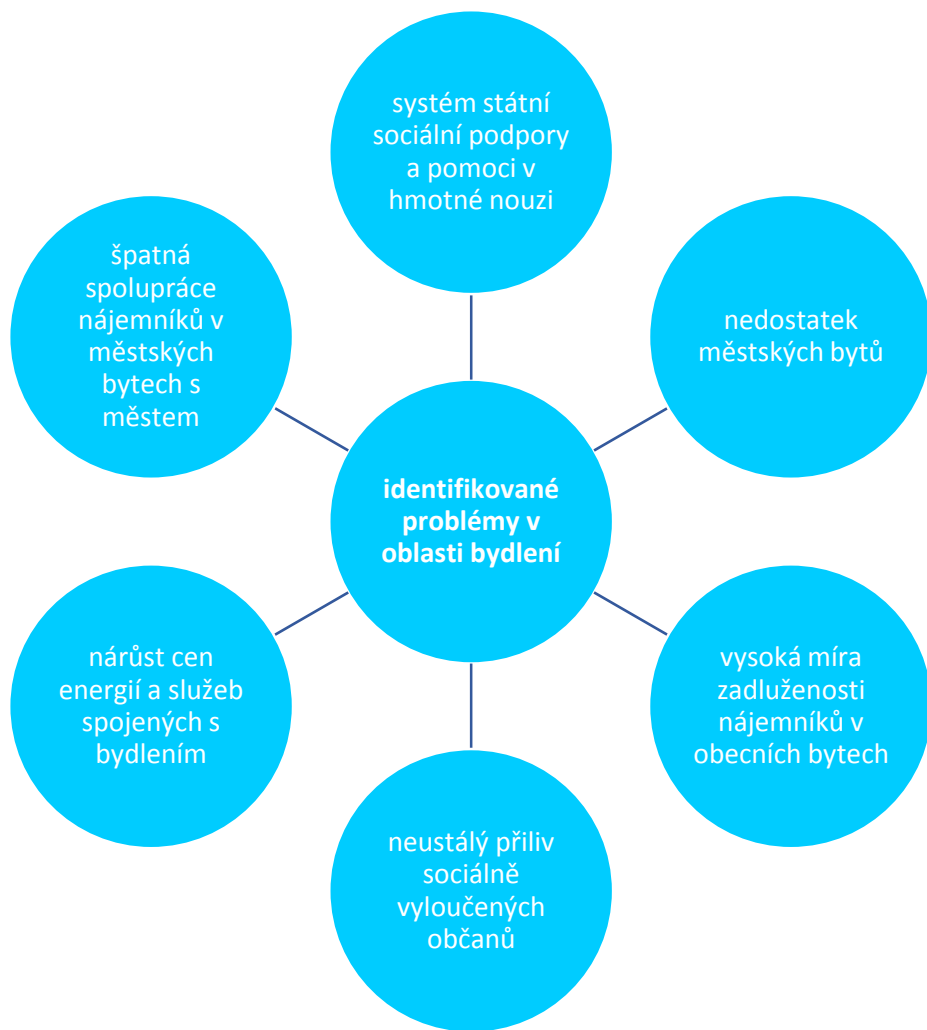 systém státní
sociální podpory
a pomoci v
hmotné nouzi
nedostatek
městských bytů
vysoká míra
zadluženosti
nájemníků v
obecních bytech
neustálý přiliv
sociálně
vyloučených
občanů
nárůst cen
energií a služeb
spojených s
bydlením
špatná
spolupráce
nájemníků v
městských
bytech s
městem
identifikované
problémy v
oblasti bydlení